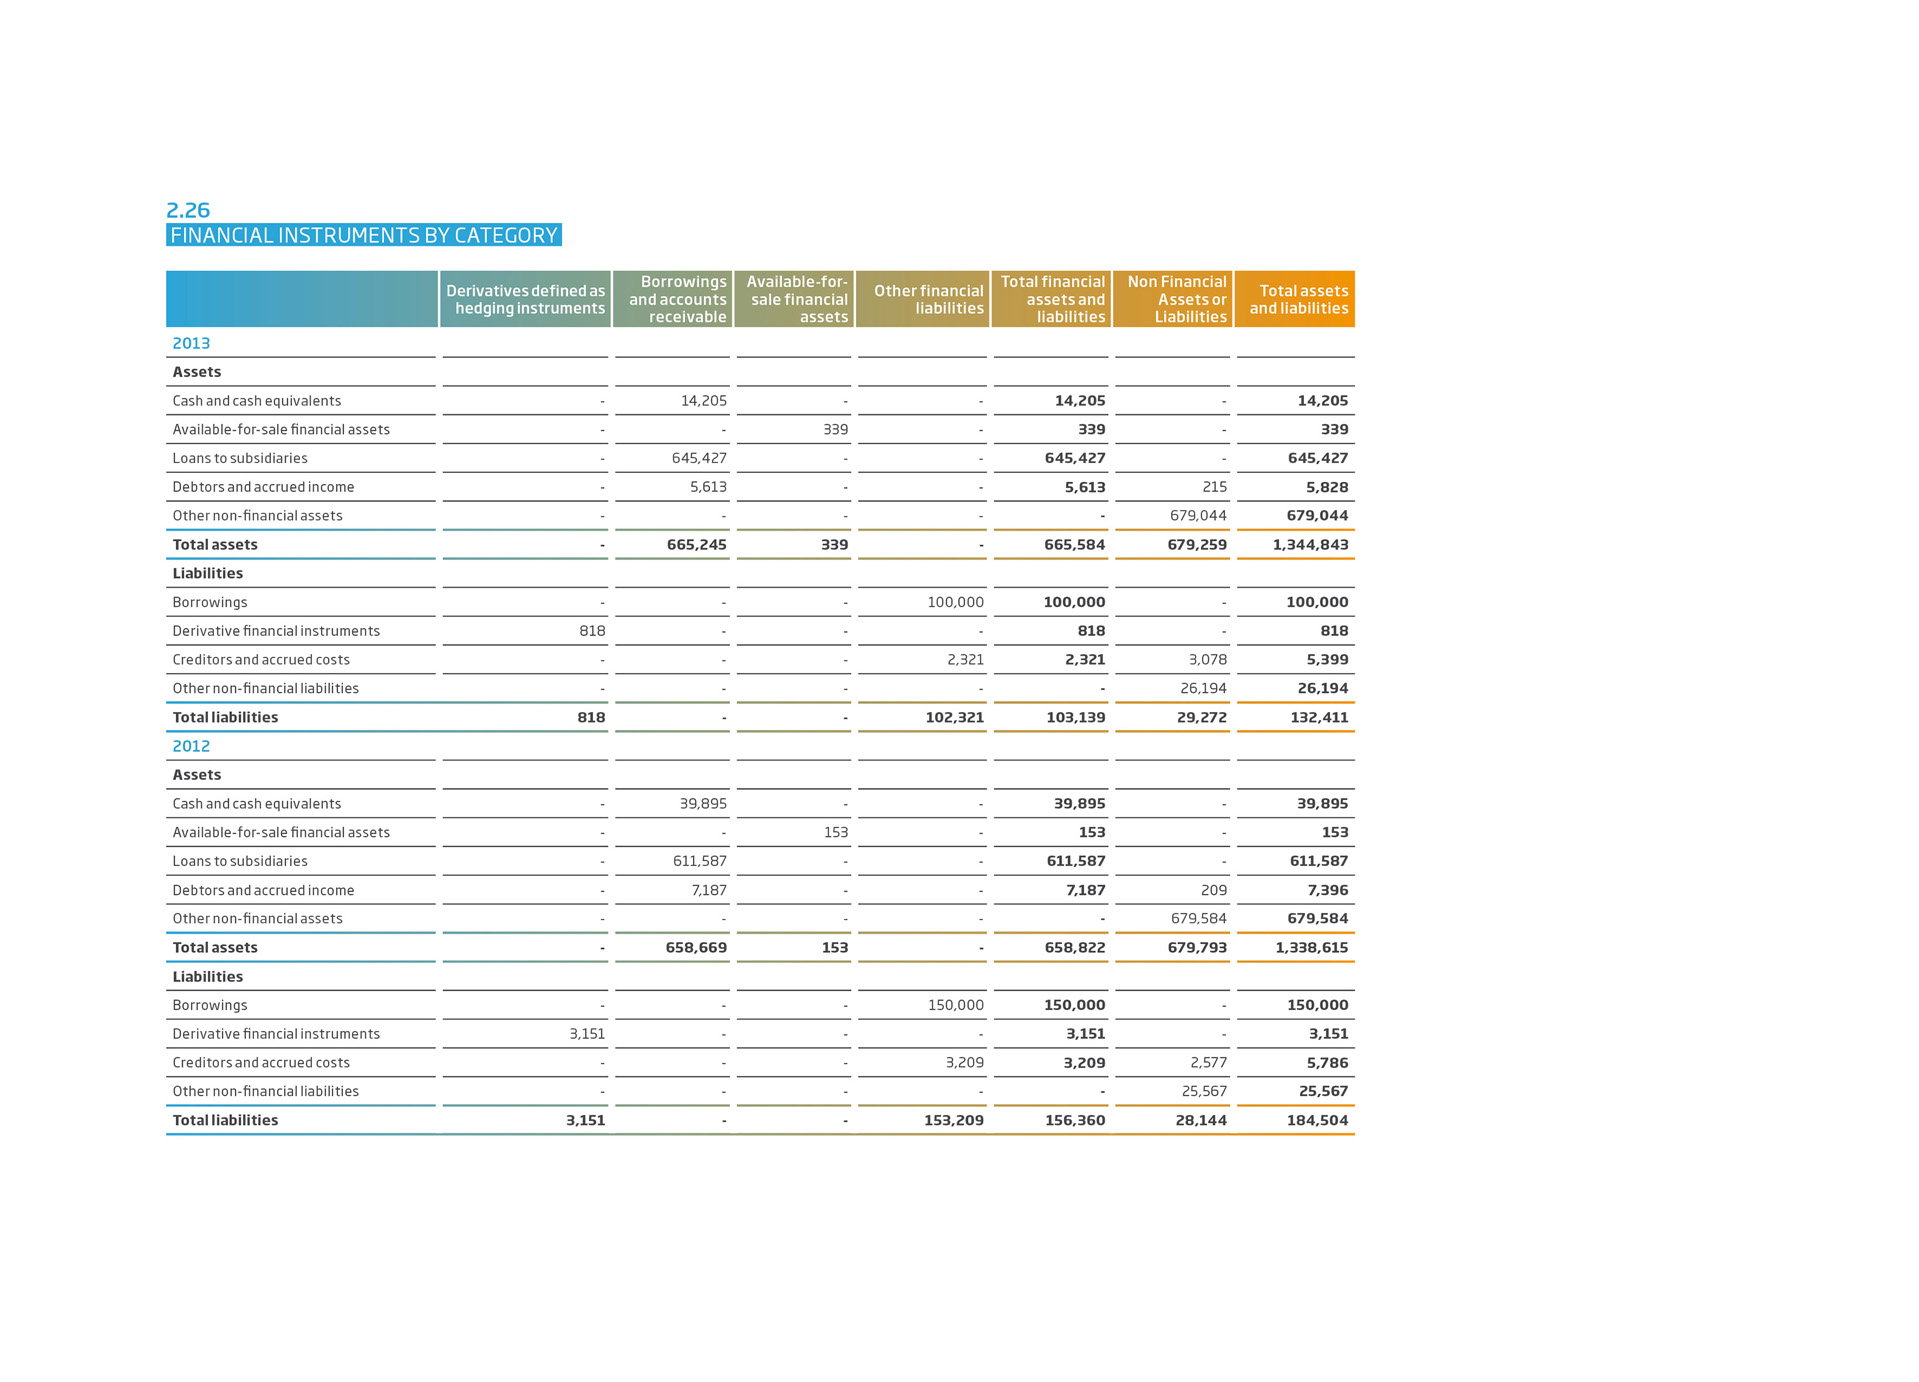 2.26
FINANCIAL INSTRUMENTS BY CATEGORY
Derivatives defined as hedging instruments Borrowings and accounts receivable Available-for-sale financial assets Other financial liabilities Total financial assets and liabilities Non Financial Assets or Liabilities Total assets and liabilities
2013
Assets
Cash and cash equivalents - 14,205 - - 14,205 - 14,205
Available-for-sale financial assets - - 339 - 339 - 339
Loans to subsidiaries - 645,427 - - 645,427 - 645,427
Debtors and accrued income - 5,613 - - 5,613 215 5,828
Other non-financial assets - - - - - 679,044 679,044
Total assets - 665,245 339 - 665,584 679,259 1,344,843
Liabilities
Borrowings - - - 100,000 100,000 - 100,000
Derivative financial instruments 818 - - - 818 - 818
Creditors and accrued costs - - - 2,321 2,321 3,078 5,399
Other non-financial liabilities - - - - - 26,194 26,194
Total liabilities 818 - - 102,321 103,139 29,272 132,411
2012
Assets
Cash and cash equivalents - 39,895 - - 39,895 - 39,895
Available-for-sale financial assets - - 153 - 153 - 153
Loans to subsidiaries - 611,587 - - 611,587 - 611,587
Debtors and accrued income - 7,187 - - 7,187 209 7,396
Other non-financial assets - - - - - 679,584 679,584
Total assets - 658,669 153 - 658,822 679,793 1,338,615
Liabilities
Borrowings - - - 150,000 150,000 - 150,000
Derivative financial instruments 3,151 - - - 3,151 - 3,151
Creditors and accrued costs - - - 3,209 3,209 2,577 5,786
Other non-financial liabilities - - - - - 25,567 25,567
Total liabilities 3,151 - - 153,209 156,360 28,144 184,504